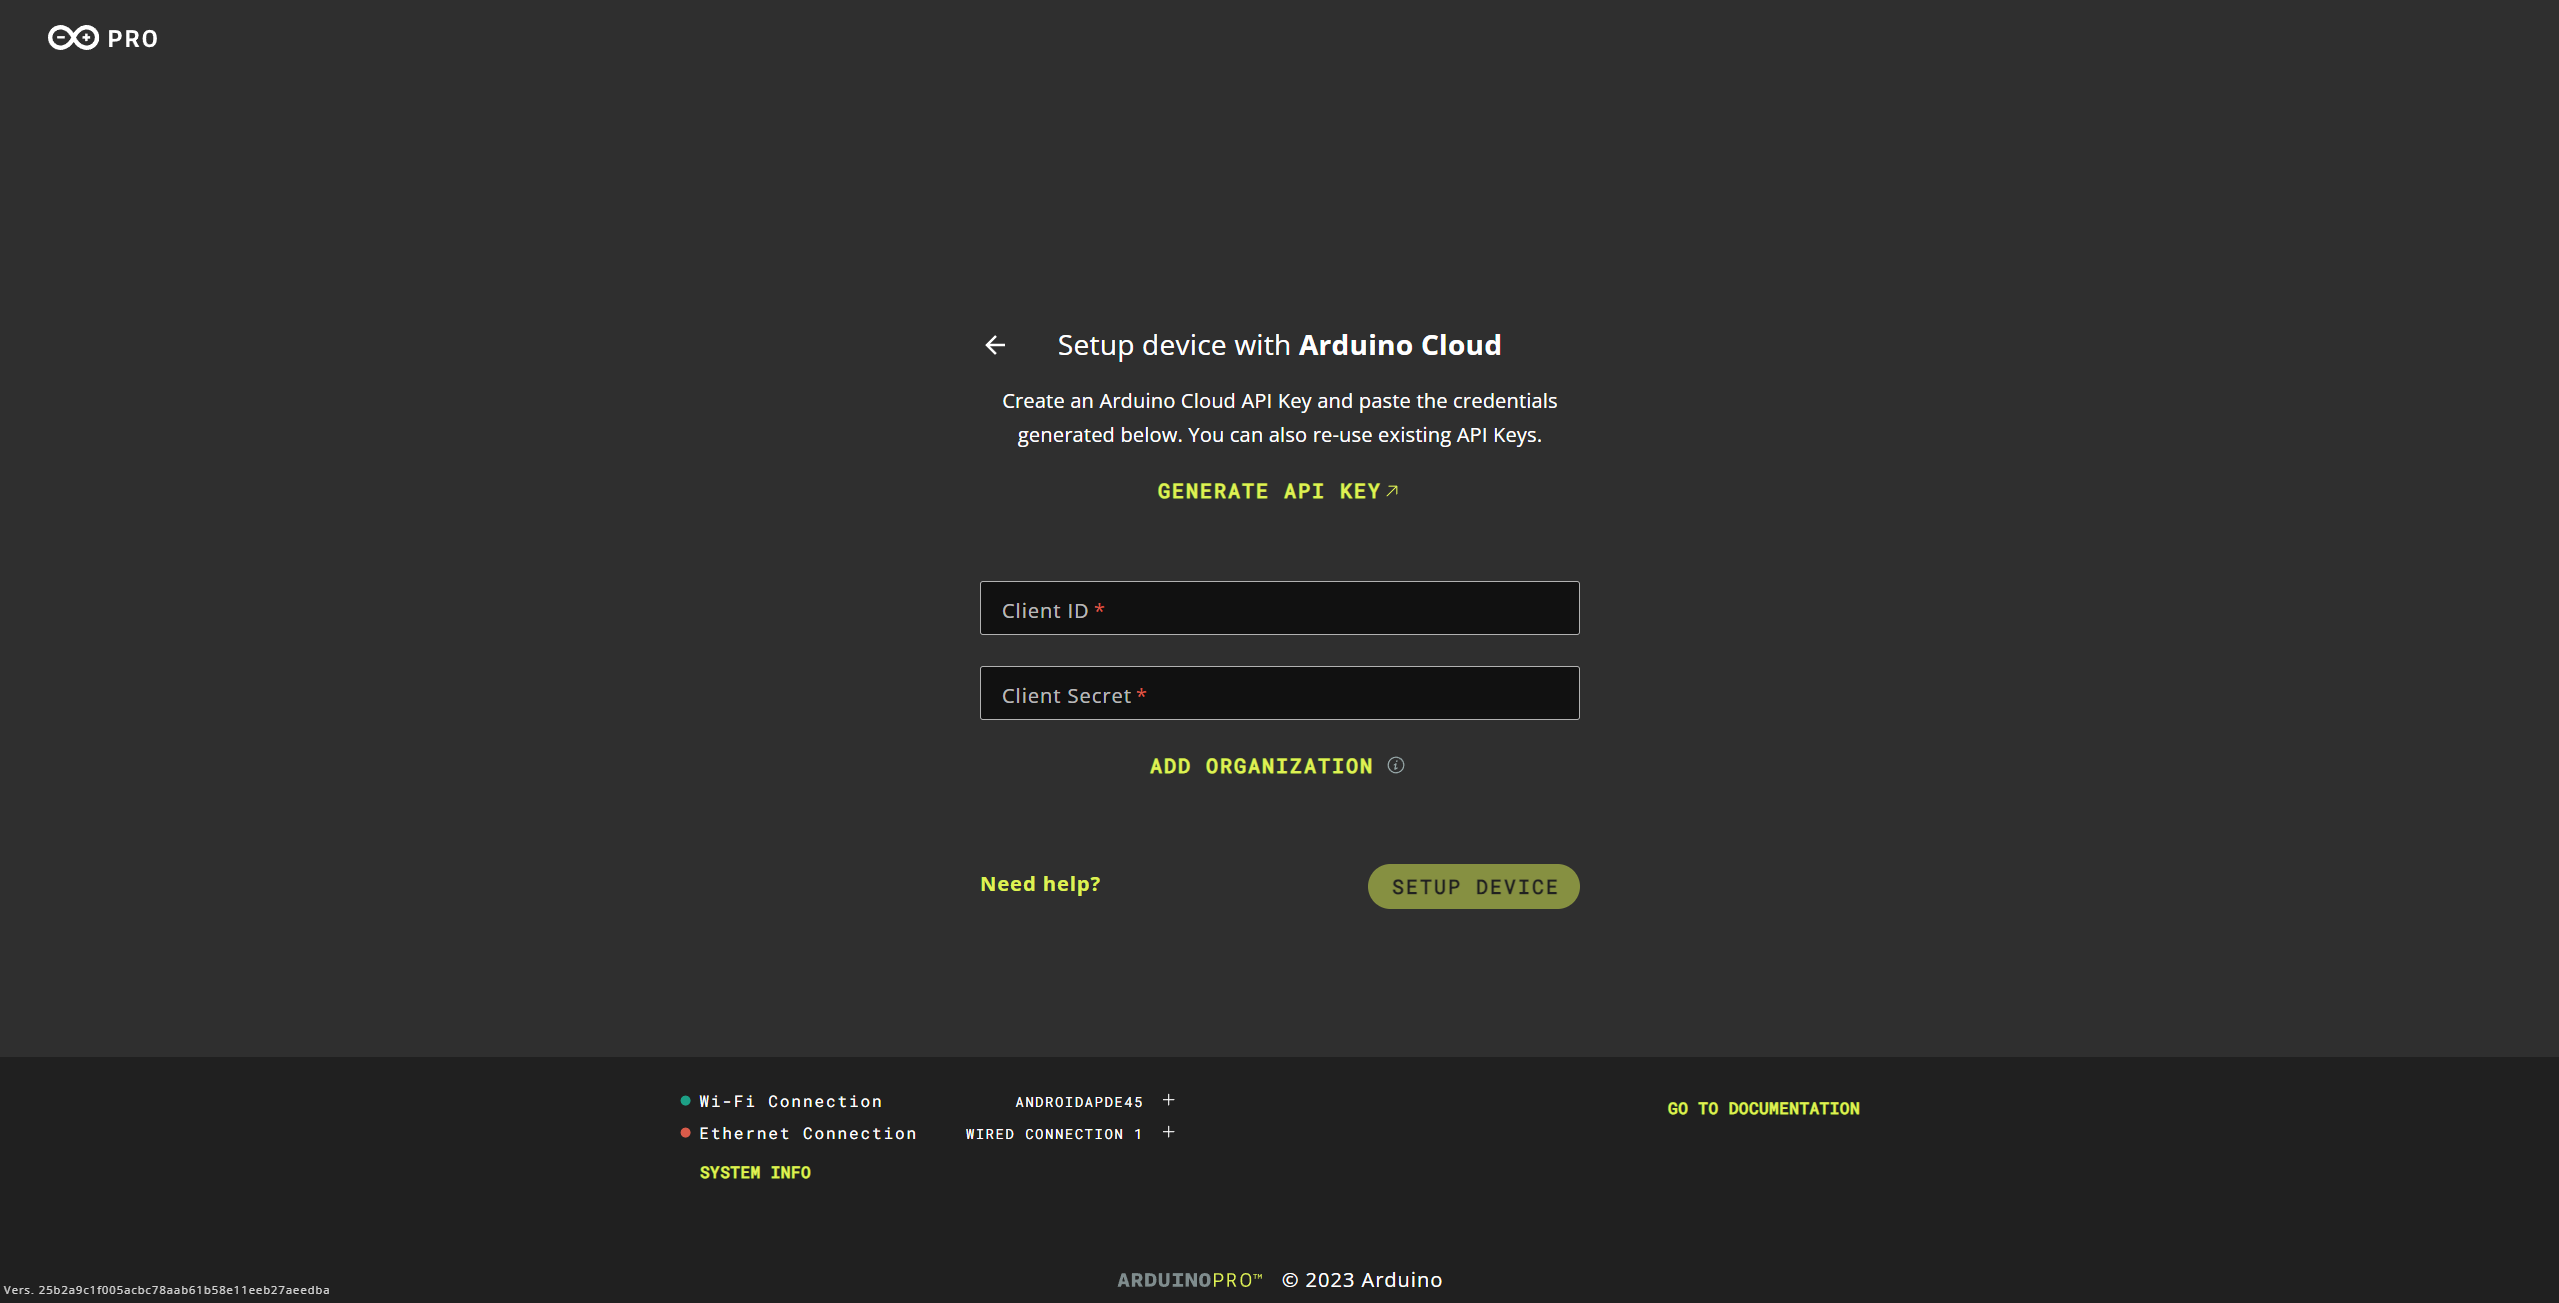 PRO
Setup device with Arduino Cloud
Create an Arduino Cloud API Key and paste the credentials
generated below. You can also re-use existing API Keys.
GENERATE API KEY
Client ID *
Client Secret *
ADD ORGANIZATION
Need help?
SETUP DEVICE
Wi-Fi Connection ANDROIDAPDE45 +
Ethernet Connection WIRED CONNECTION 1 +
SYSTEM INFO
GO TO DOCUMENTATION
ARDUINOPRO™ © 2023 Arduino
Vers. 25b2a9c1f005acbc78aab61b58e11eeb27aeedba